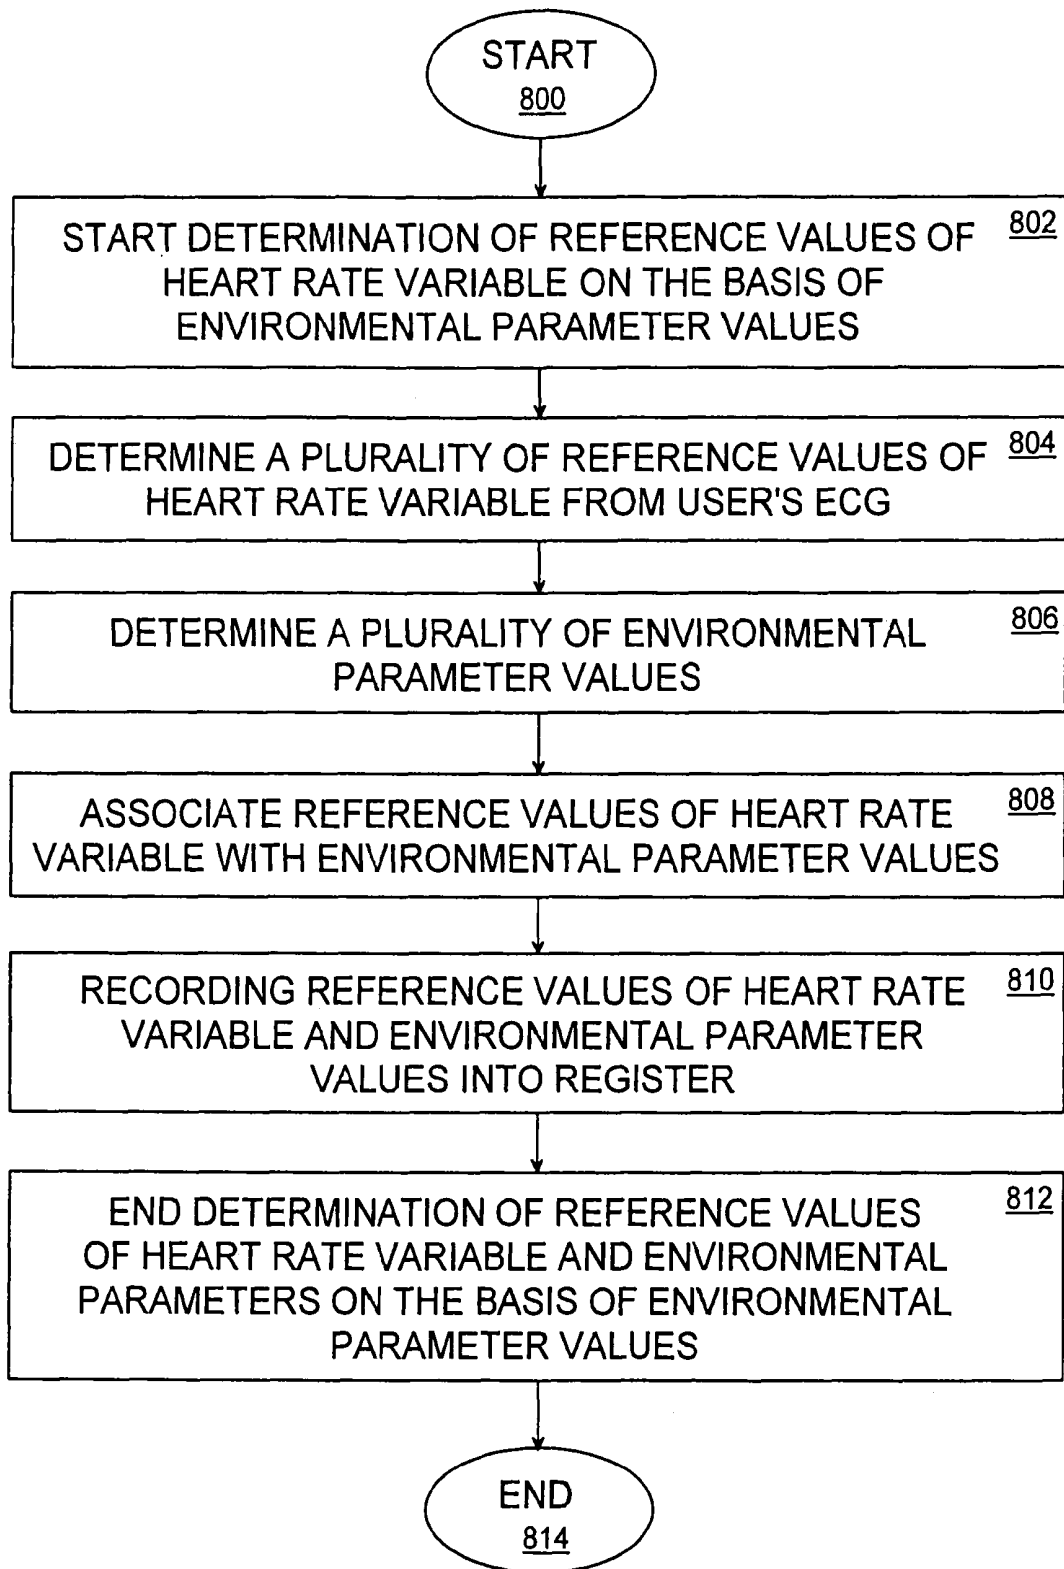 START
800
START DETERMINATION OF REFERENCE VALUES OF 802
HEART RATE VARIABLE ON THE BASIS OF
ENVIRONMENTAL PARAMETER VALUES
DETERMINE A PLURALITY OF REFERENCE VALUES OF 804
HEART RATE VARIABLE FROM USER'S ECG
DETERMINE A PLURALITY OF ENVIRONMENTAL 806
PARAMETER VALUES
ASSOCIATE REFERENCE VALUES OF HEART RATE 808
VARIABLE WITH ENVIRONMENTAL PARAMETER VALUES
RECORDING REFERENCE VALUES OF HEART RATE 810
VARIABLE AND ENVIRONMENTAL PARAMETER
VALUES INTO REGISTER
END DETERMINATION OF REFERENCE VALUES 812
OF HEART RATE VARIABLE AND ENVIRONMENTAL
PARAMETERS ON THE BASIS OF ENVIRONMENTAL
PARAMETER VALUES
END
814